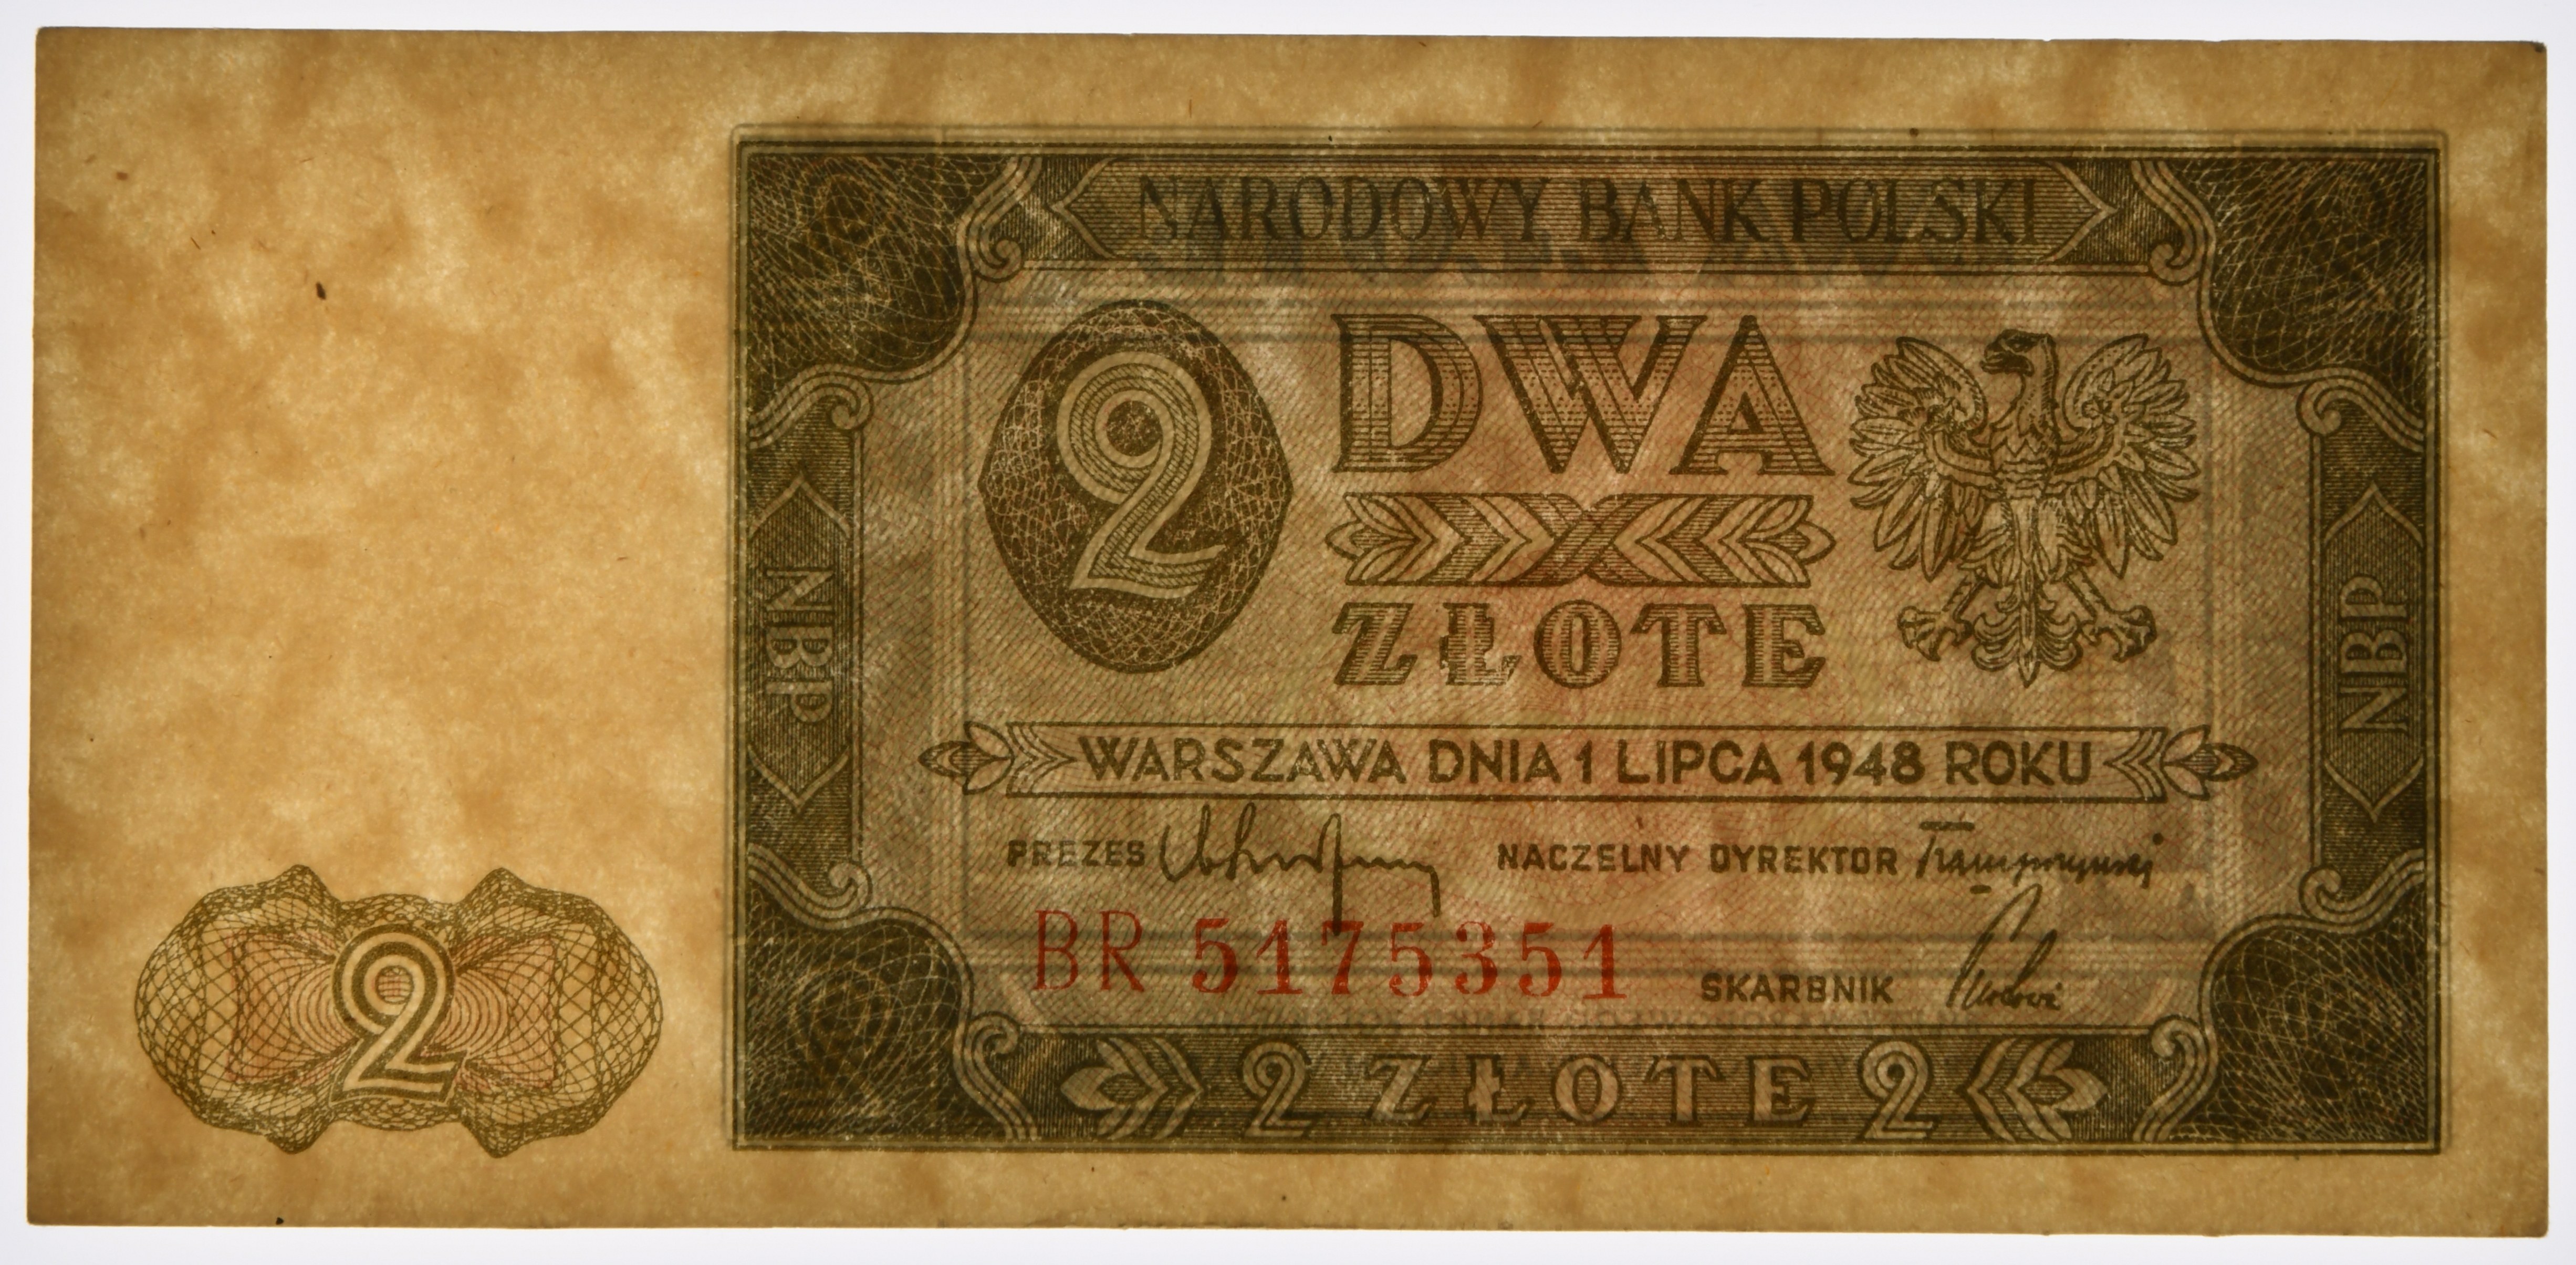 NARODOWY BANK POLSKI
2
DWA
ZŁOTE
NBP
NBP
WARSZAWA DNIA 1 LIPCA 1948 ROKU
PREZES NACZELNY DYREKTOR
BR 5175351
SKARBNIK
2 ZŁOTE 2
2